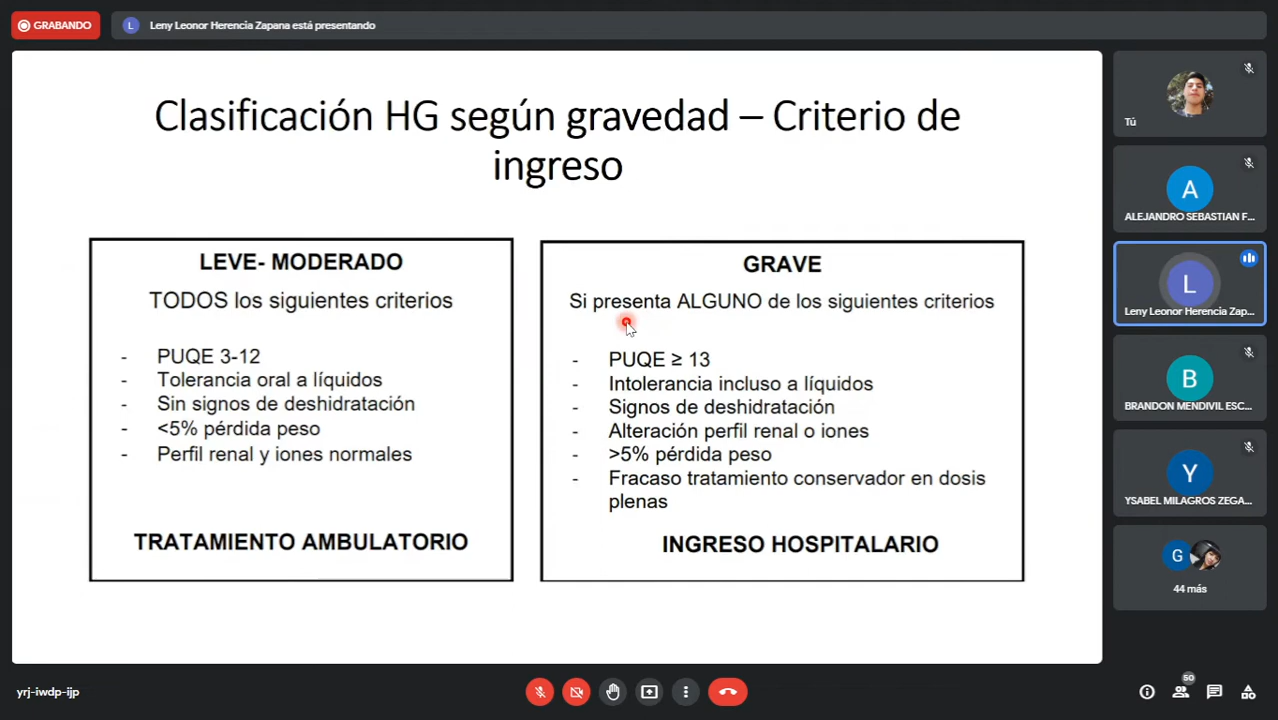 GRABANDO
L
Leny Leonor Herencia Zapana está presentando
Clasificación HG según gravedad – Criterio de
ingreso
LEVE- MODERADO
TODOS los siguientes criterios
- PUQE 3-12
- Tolerancia oral a líquidos
- Sin signos de deshidratación
- <5% pérdida peso
- Perfil renal y iones normales
TRATAMIENTO AMBULATORIO
GRAVE
Si presenta ALGUNO de los siguientes criterios
- PUQE ≥ 13
- Intolerancia incluso a líquidos
- Signos de deshidratación
- Alteración perfil renal o iones
- >5% pérdida peso
- Fracaso tratamiento conservador en dosis
plenas
INGRESO HOSPITALARIO
Tú
A
ALEJANDRO SEBASTIAN F...
L
Leny Leonor Herencia Zap...
B
BRANDON MENDIVIL ESC...
Y
YSABEL MILAGROS ZEGA...
G
44 más
yrj-iwdp-ijp
50